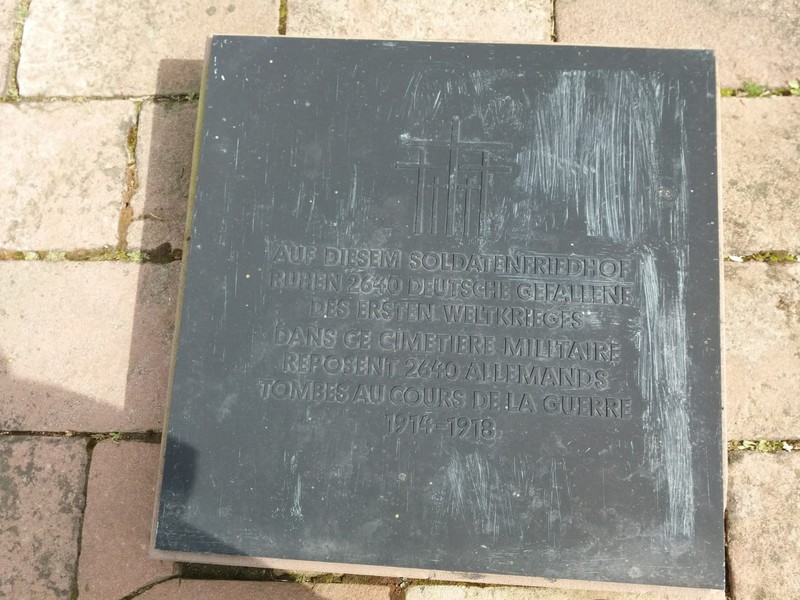 AUF DIESEM SOLDATENFRIEDHOF
RUHEN 2640 DEUTSCHE GEFALLENE
DES ERSTEN WELTKRIEGES
DANS CE CIMETIERE MILITAIRE
REPOSENT 2640 ALLEMANDS
TOMBES AU COURS DE LA GUERRE
1914-1918